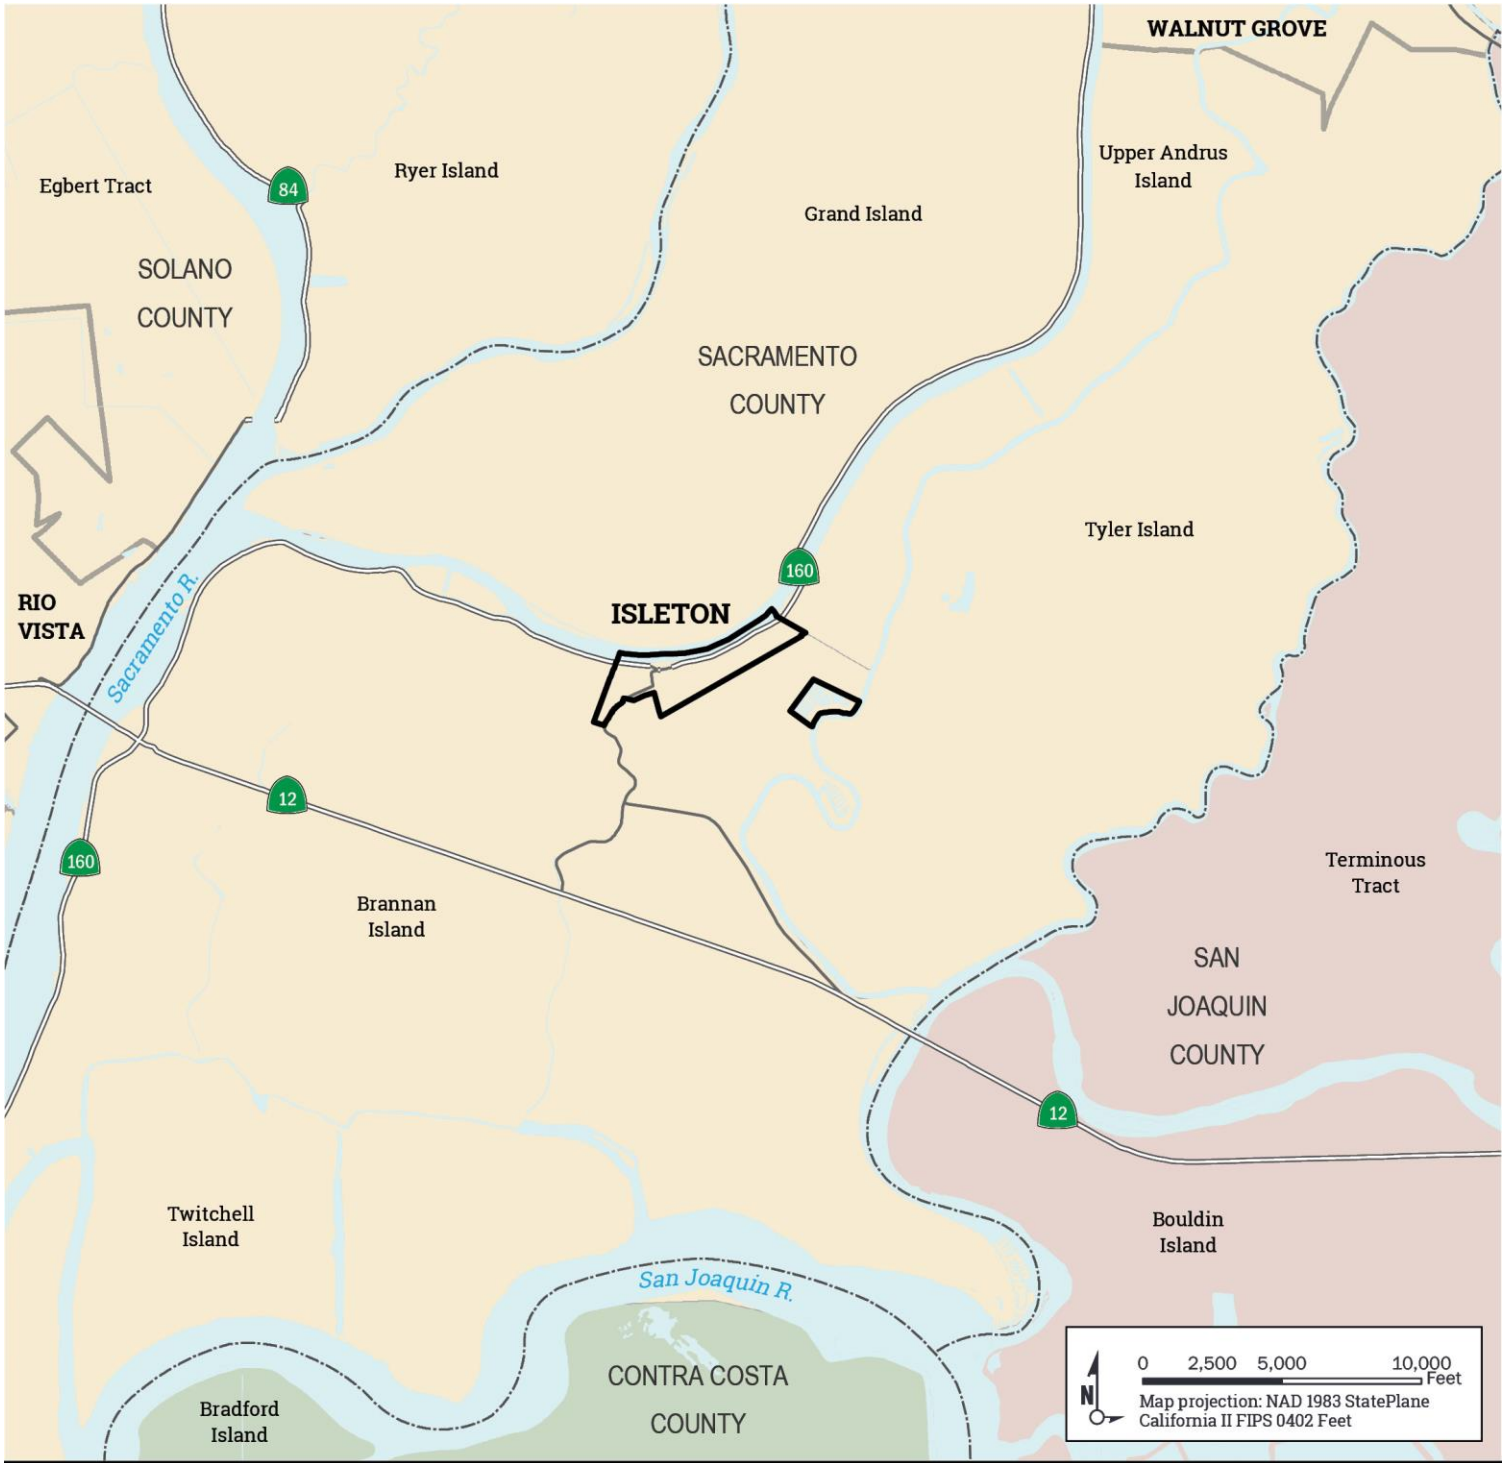 WALNUT GROVE
Upper Andrus
Island
Ryer Island
Egbert Tract
84
Grand Island
SOLANO
COUNTY
SACRAMENTO
COUNTY
Tyler Island
160
ISLETON
RIO
VISTA
Sacramento R.
12
160
Brannan
Island
Terminous
Tract
SAN
JOAQUIN
COUNTY
12
Twitchell
Island
Bouldin
Island
San Joaquin R.
CONTRA COSTA
COUNTY
Bradford
Island
N
0 2,500 5,000 10,000
Feet
Map projection: NAD 1983 StatePlane
California II FIPS 0402 Feet